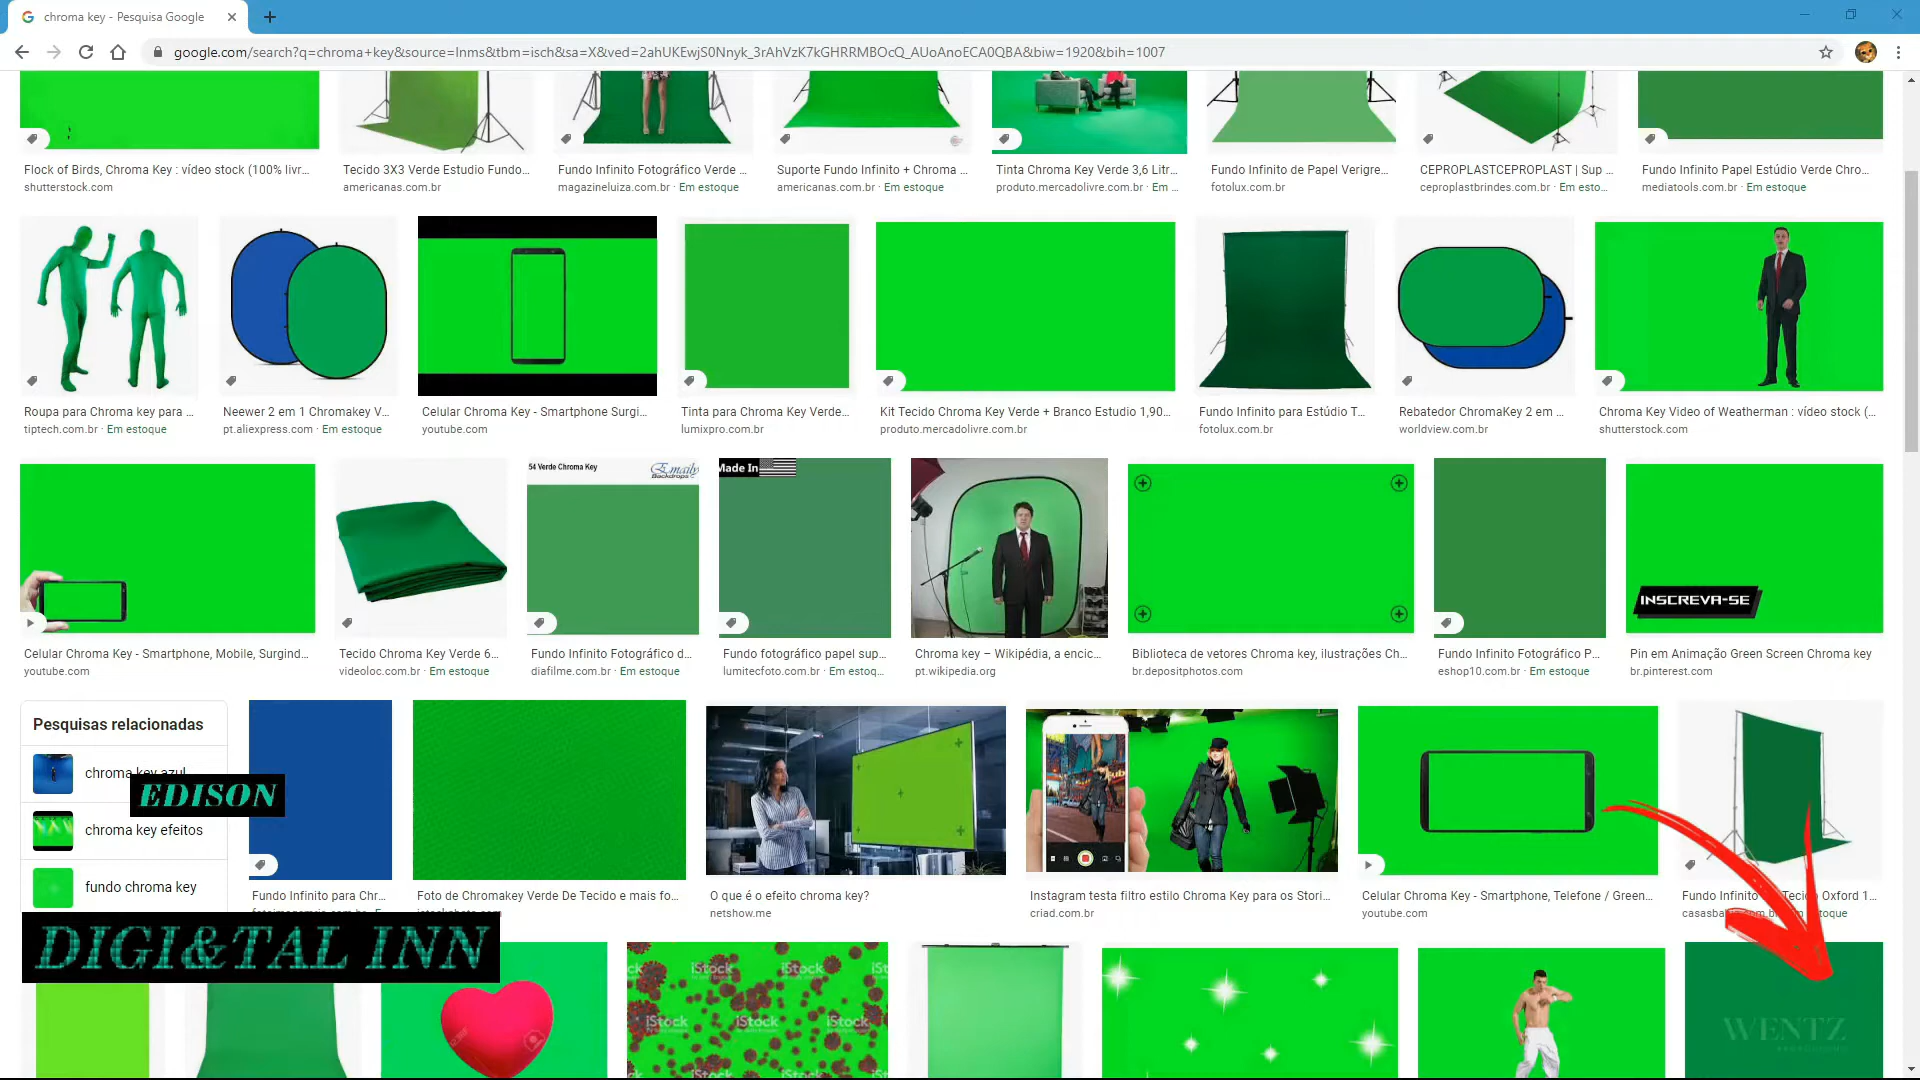 chroma key - Pesquisa Google
google.com/search?q=chroma+key&source=lnms&tbm=isch&sa=X&ved=2ahUKEwjS0Nnyk_3rAhVzK7kGHRRMBOcQ_AUoAnoECA0QBA&biw=1920&bih=1007
Flock of Birds, Chroma Key : vídeo stock (100% livr...
shutterstock.com
Tecido 3X3 Verde Estudio Fundo...
americanas.com.br
Fundo Infinito Fotográfico Verde ...
magazineluiza.com.br · Em estoque
Suporte Fundo Infinito + Chroma ...
americanas.com.br · Em estoque
Tinta Chroma Key Verde 3,6 Litr...
produto.mercadolivre.com.br · Em ...
Fundo Infinito de Papel Verigre...
fotolux.com.br
CEPROPLASTCEPROPLAST | Sup ...
ceproplastbrindes.com.br · Em esto...
Fundo Infinito Papel Estúdio Verde Chro...
mediatools.com.br · Em estoque
Roupa para Chroma key para ...
tiptech.com.br · Em estoque
Neewer 2 em 1 Chromakey V...
pt.aliexpress.com · Em estoque
Celular Chroma Key - Smartphone Surgi...
youtube.com
Tinta para Chroma Key Verde...
lumixpro.com.br
Kit Tecido Chroma Key Verde + Branco Estudio 1,90...
produto.mercadolivre.com.br
Fundo Infinito para Estúdio T...
fotolux.com.br
Rebatedor ChromaKey 2 em ...
worldview.com.br
Chroma Key Video of Weatherman : vídeo stock (...
shutterstock.com
54 Verde Chroma Key
Emaily
Backdrops
Made In
INSCREVA-SE
Celular Chroma Key - Smartphone, Mobile, Surgind...
youtube.com
Tecido Chroma Key Verde 6...
videoloc.com.br · Em estoque
Fundo Infinito Fotográfico d...
diafilme.com.br · Em estoque
Fundo fotográfico papel sup...
lumitecfoto.com.br · Em estoq...
Chroma key – Wikipédia, a encic...
pt.wikipedia.org
Biblioteca de vetores Chroma key, ilustrações Ch...
br.depositphotos.com
Fundo Infinito Fotográfico P...
eshop10.com.br · Em estoque
Pin em Animação Green Screen Chroma key
br.pinterest.com
Pesquisas relacionadas
chroma key azul
EDISON
chroma key efeitos
fundo chroma key
DIGI&TAL INN
Fundo Infinito para Chr...
Foto de Chromakey Verde De Tecido e mais fo...
O que é o efeito chroma key?
netshow.me
Instagram testa filtro estilo Chroma Key para os Stori...
criad.com.br
Celular Chroma Key - Smartphone, Telefone / Green...
youtube.com
Fundo Infinito Tecido Oxford 1...
iStock
iStock
iStock
iStock
iStock
iStock
WENTZ